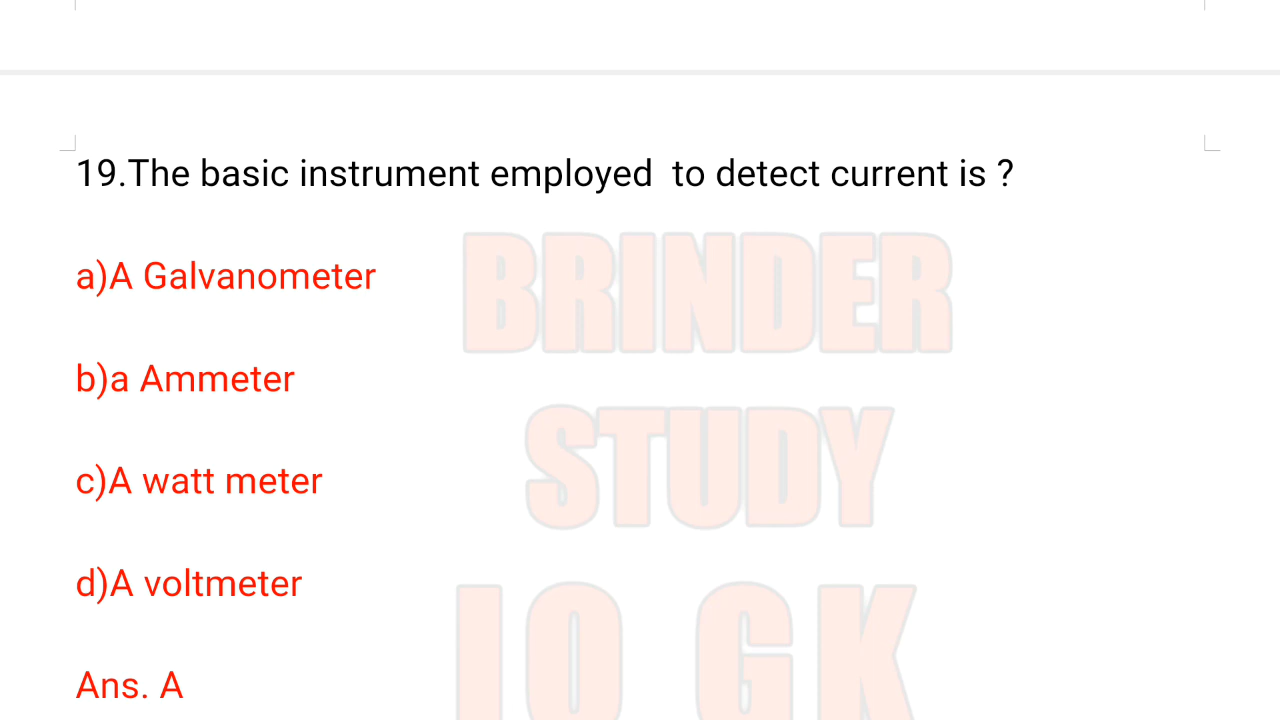 19.The basic instrument employed  to detect current is ?
a)A Galvanometer
b)a Ammeter
c)A watt meter
d)A voltmeter
Ans. A
BRINDER
STUDY
IQ GK